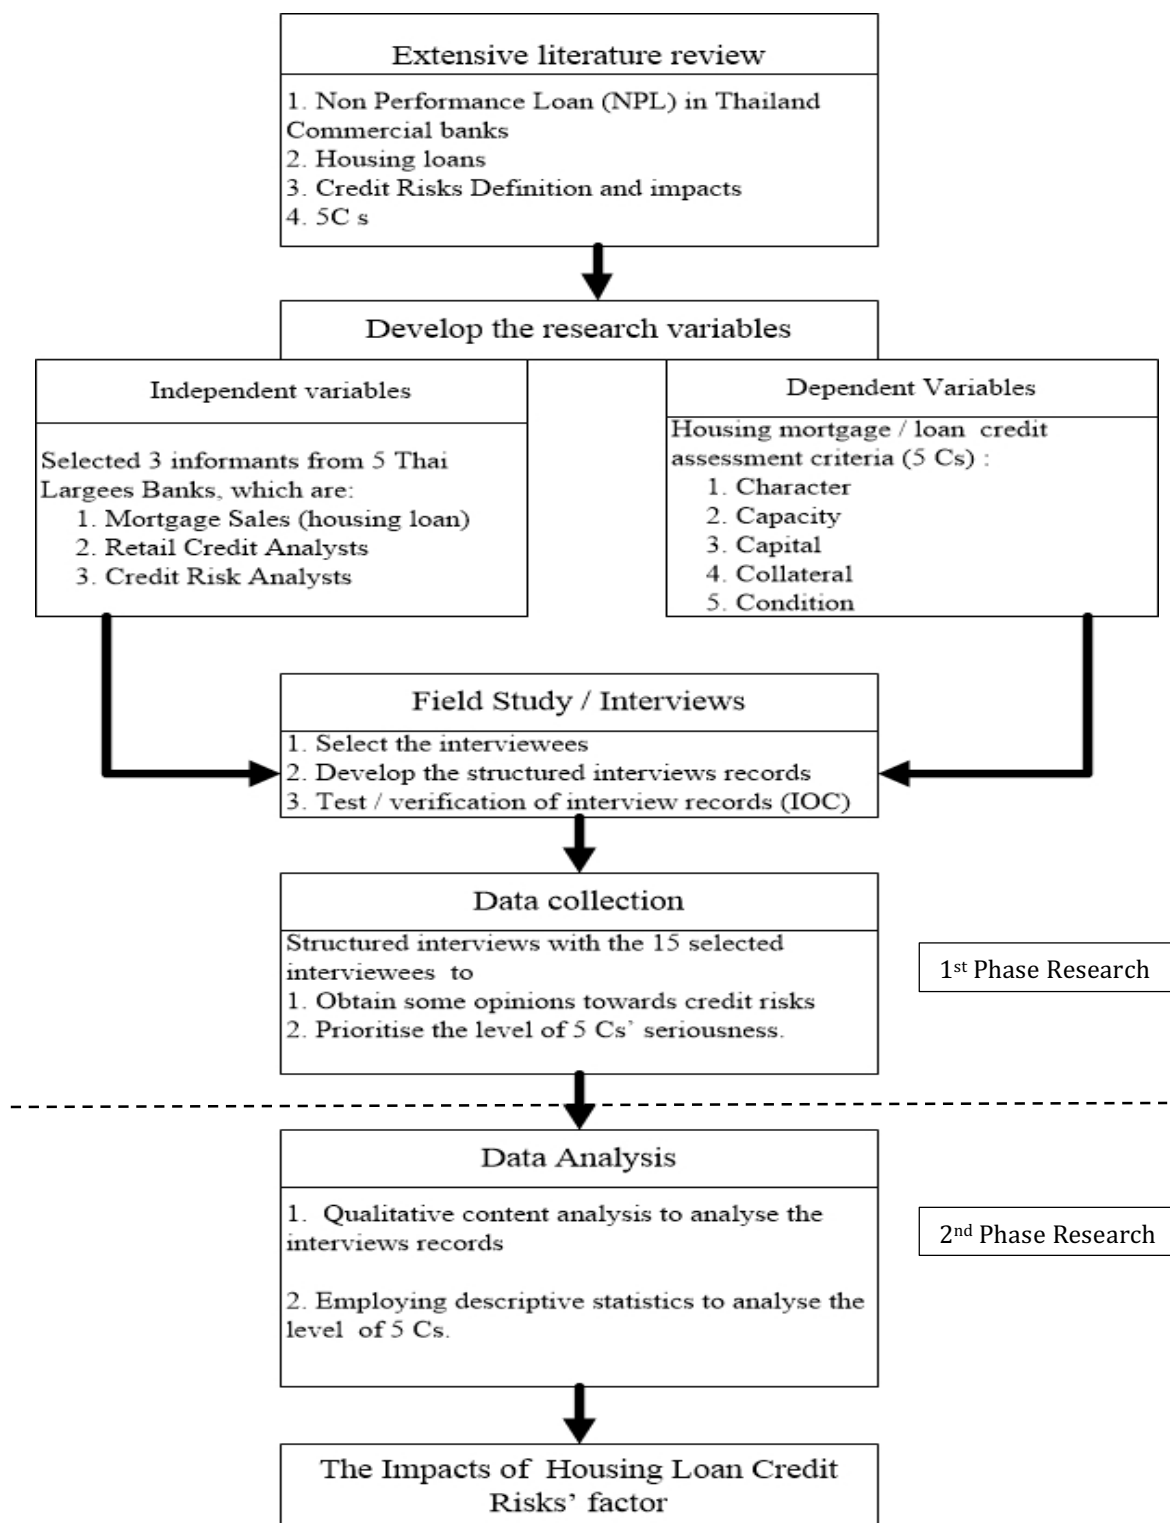 Extensive literature review
1. Non Performance Loan (NPL) in Thailand
Commercial banks
2. Housing loans
3. Credit Risks Definition and impacts
4. 5C s
Develop the research variables
Independent variables
Selected 3 informants from 5 Thai
Largees Banks, which are:
1. Mortgage Sales (housing loan)
2. Retail Credit Analysts
3. Credit Risk Analysts
Dependent Variables
Housing mortgage / loan credit
assessment criteria (5 Cs) :
1. Character
2. Capacity
3. Capital
4. Collateral
5. Condition
Field Study / Interviews
1. Select the interviewees
2. Develop the structured interviews records
3. Test / verification of interview records (IOC)
Data collection
Structured interviews with the 15 selected
interviewees to
1. Obtain some opinions towards credit risks
2. Prioritise the level of 5 Cs' seriousness.
1st Phase Research
Data Analysis
1. Qualitative content analysis to analyse the
interviews records
2. Employing descriptive statistics to analyse the
level of 5 Cs.
2nd Phase Research
The Impacts of Housing Loan Credit
Risks' factor